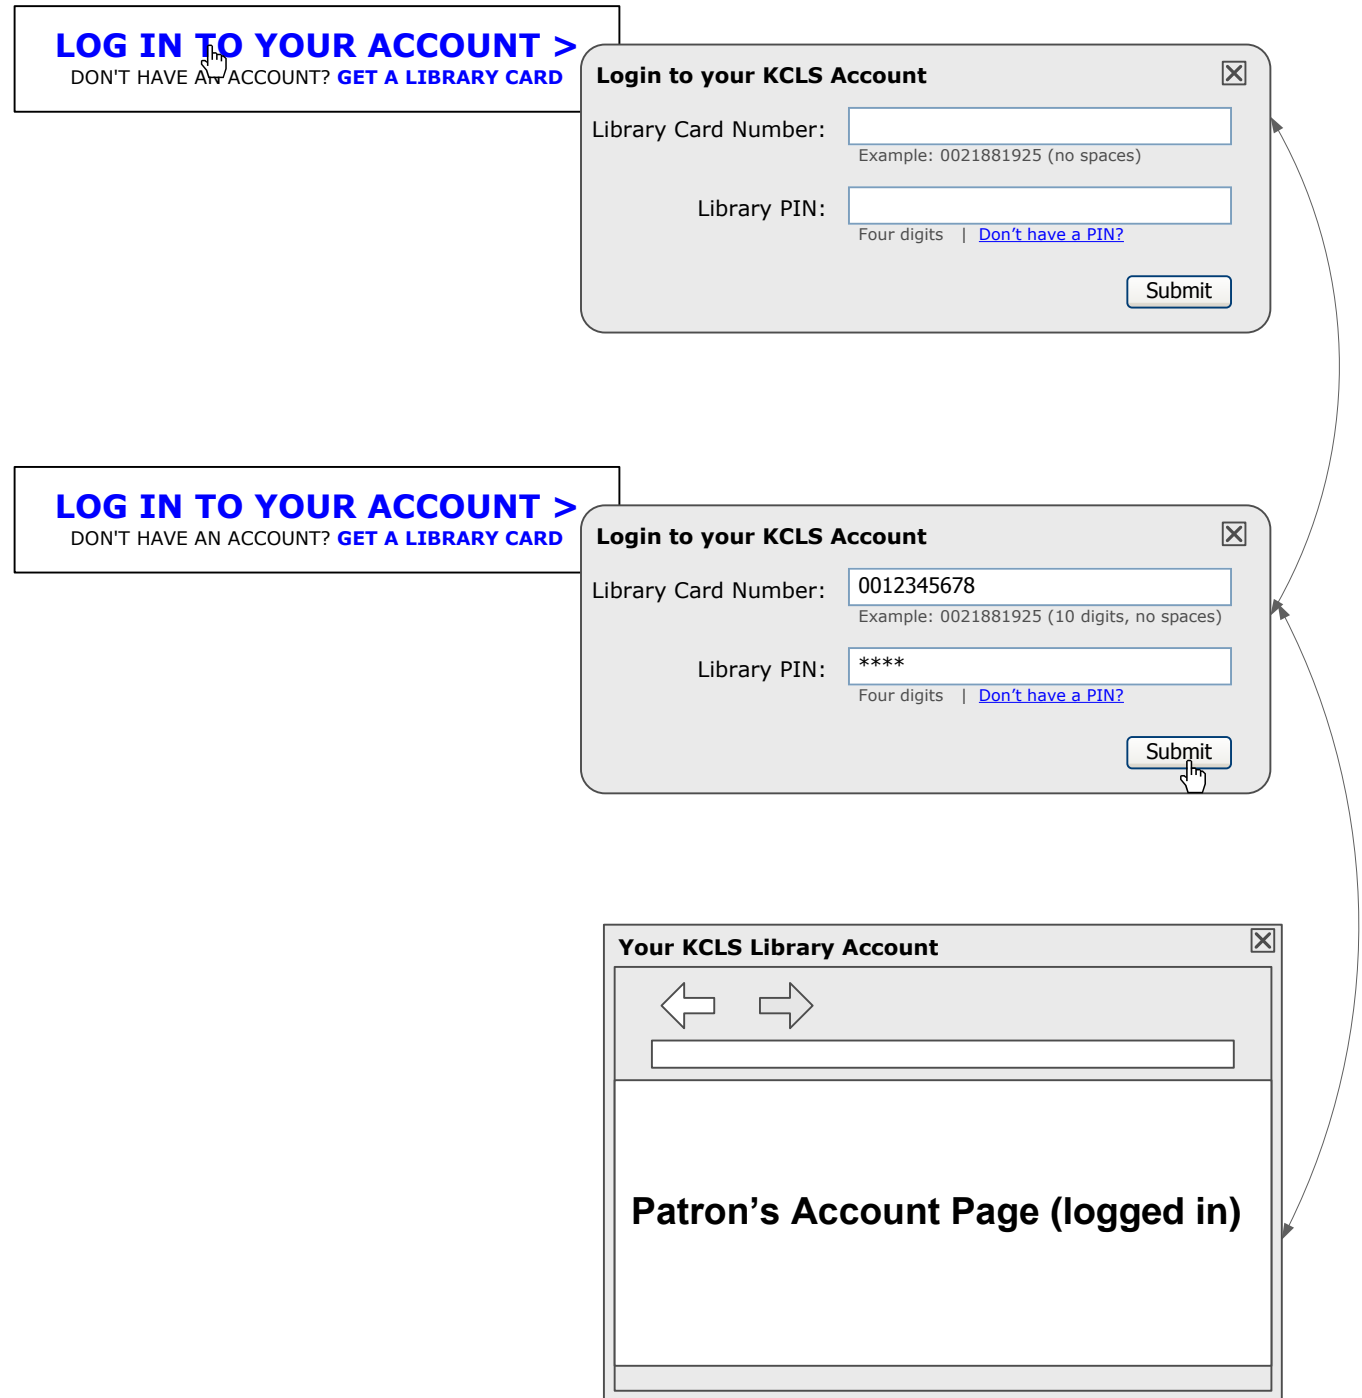 LOG IN TO YOUR ACCOUNT >
DON'T HAVE AN ACCOUNT? GET A LIBRARY CARD
Login to your KCLS Account
Library Card Number:
Example: 0021881925 (no spaces)
Library PIN:
Four digits | Don’t have a PIN?
Submit
LOG IN TO YOUR ACCOUNT >
DON'T HAVE AN ACCOUNT? GET A LIBRARY CARD
Login to your KCLS Account
Library Card Number: 0012345678
Example: 0021881925 (10 digits, no spaces)
Library PIN: ****
Four digits | Don’t have a PIN?
Submit
Your KCLS Library Account
Patron’s Account Page (logged in)